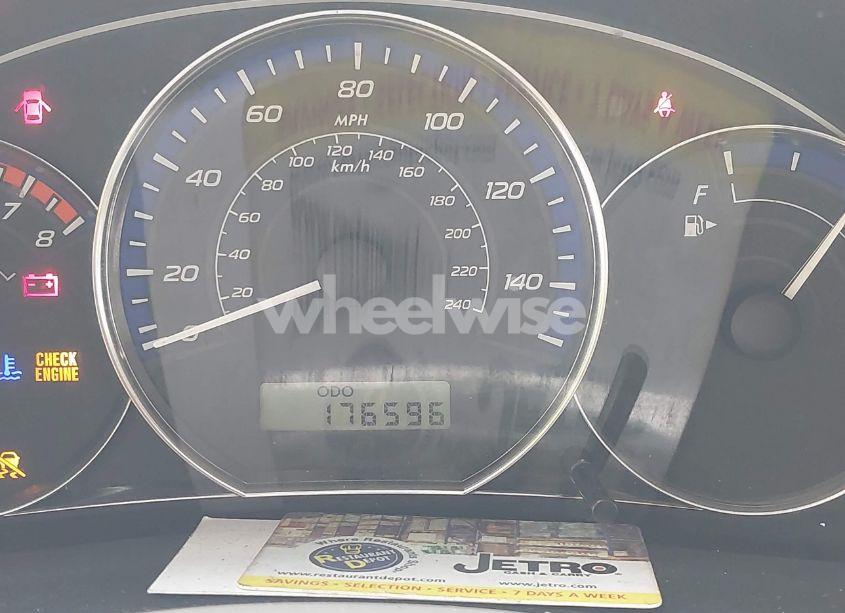 80
60
100
MPH
120
100
140
km/h
80
160
40
120
180
60
200
7
8
40
220
20
140
20
240
0
F
wheelwise
CHECK
ENGINE
ODO
176596
Where Restaurants Shop
RESTAURANT DEPOT
JETRO
CASH & CARRY
www.restaurantdepot.com
www.jetro.com
SAVINGS • SELECTION • SERVICE • 7 DAYS A WEEK